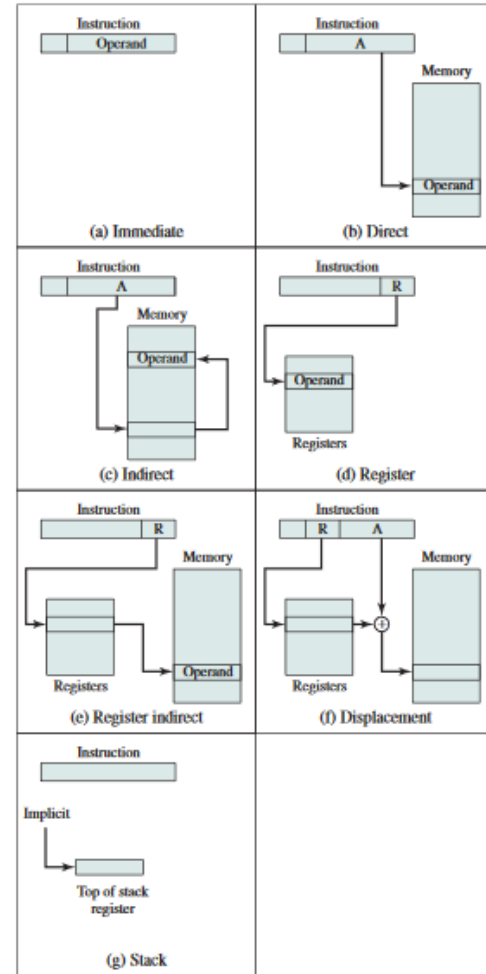 Instruction
Operand
(a) Immediate
Instruction
A
Memory
Operand
(b) Direct
Instruction
A
Memory
Operand
(c) Indirect
Instruction
R
Operand
Registers
(d) Register
Instruction
R
Memory
Operand
Registers
(e) Register indirect
Instruction
R A
Memory
Registers
(f) Displacement
Instruction
Implicit
Top of stack
register
(g) Stack